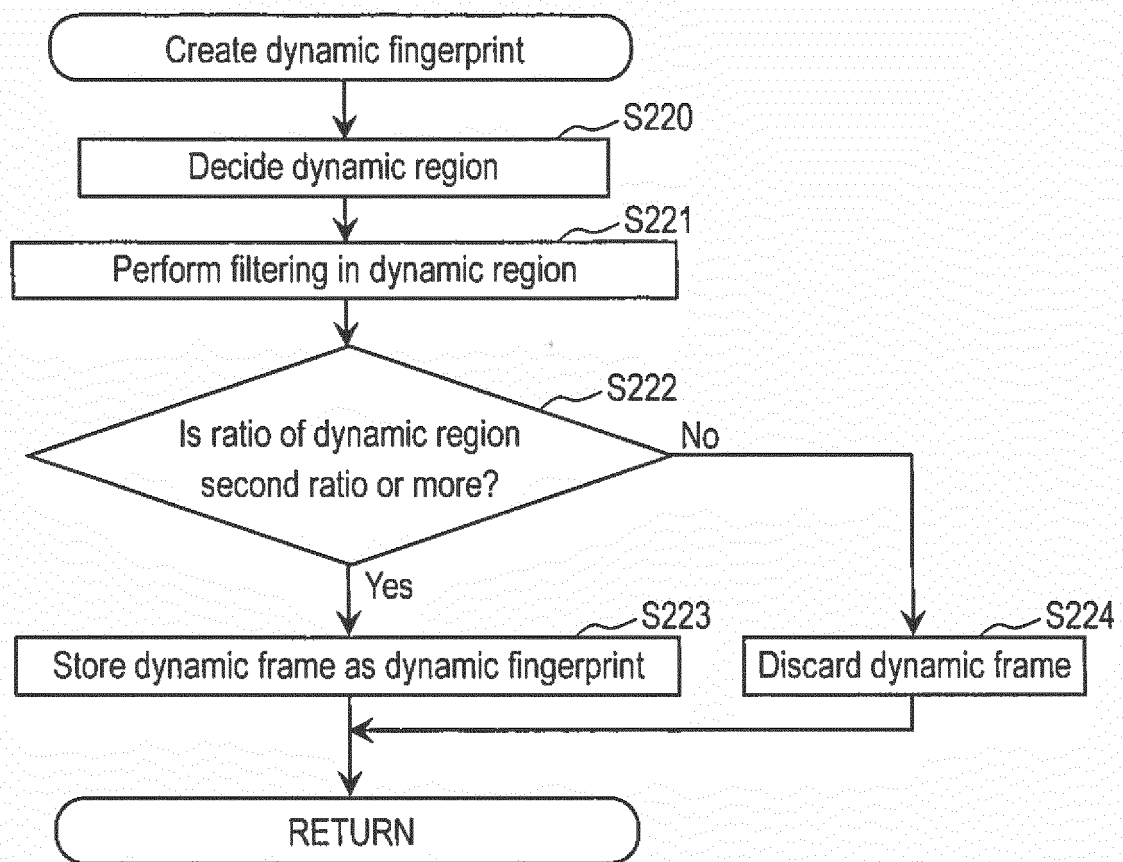 Create dynamic fingerprint
S220
Decide dynamic region
S221
Perform filtering in dynamic region
S222
Is ratio of dynamic region
second ratio or more?
No
Yes
S223
Store dynamic frame as dynamic fingerprint
S224
Discard dynamic frame
RETURN